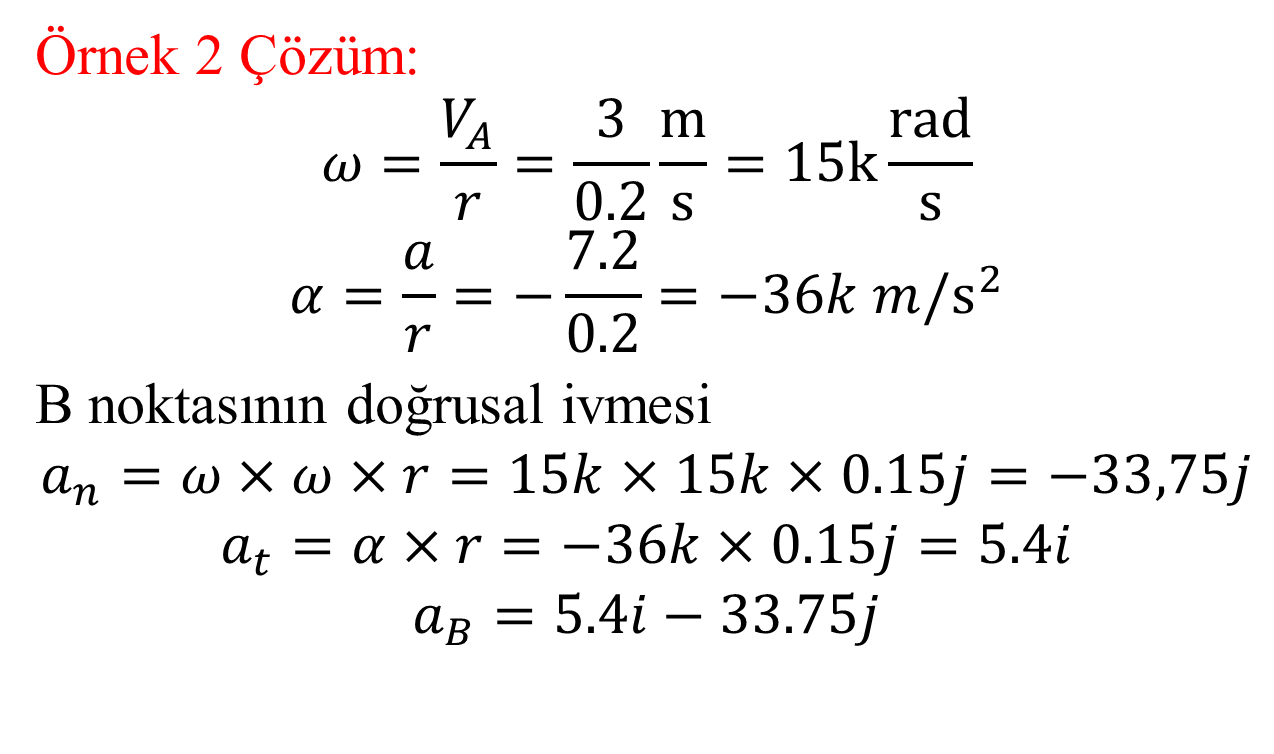 Örnek 2 Çözüm:
ω = V_A/r = 3/0.2 m/s = 15k rad/s
α = a/r = −7.2/0.2 = −36k m/s²
B noktasının doğrusal ivmesi
a_n = ω × ω × r = 15k × 15k × 0.15j = −33,75j
a_t = α × r = −36k × 0.15j = 5.4i
a_B = 5.4i − 33.75j